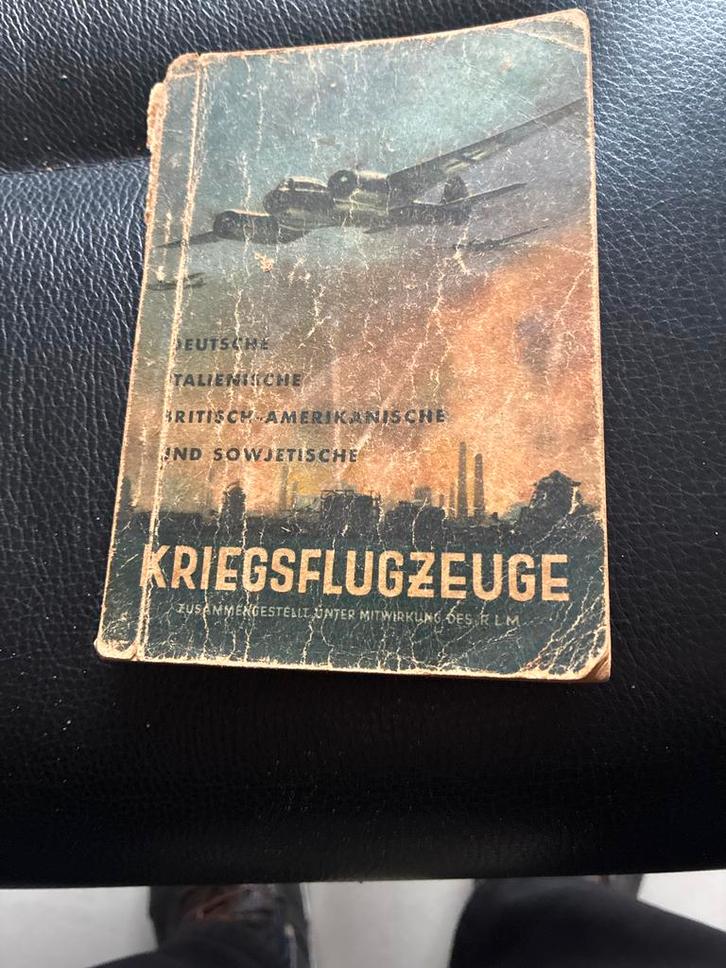 DEUTSCHE
ITALIENISCHE
BRITISCH-AMERIKANISCHE
UND SOWJETISCHE
KRIEGSFLUGZEUGE
ZUSAMMENGESTELLT UNTER MITWIRKUNG DES R L M